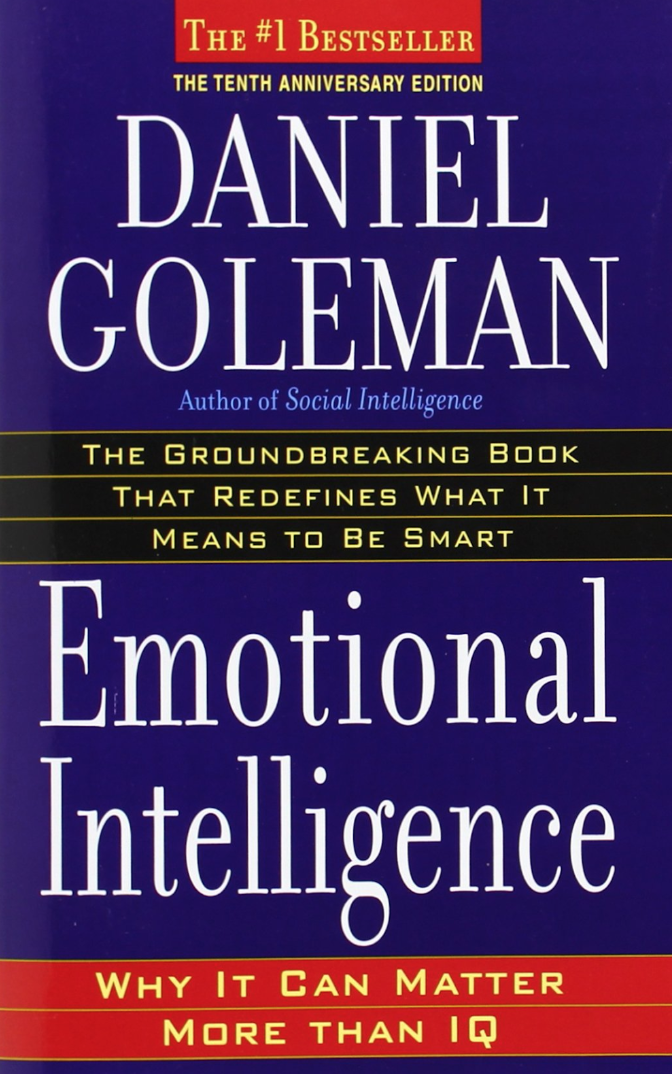 The #1 Bestseller
THE TENTH ANNIVERSARY EDITION
DANIEL
GOLEMAN
Author of Social Intelligence
The Groundbreaking Book
That Redefines What It
Means to Be Smart
Emotional
Intelligence
Why It Can Matter
More than IQ